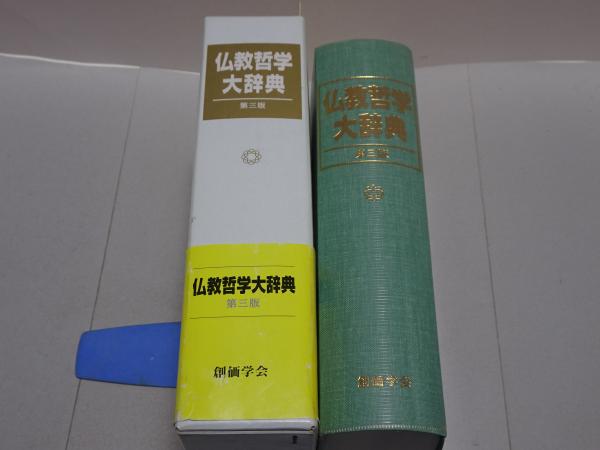 仏教哲学
大辞典
第三版
仏教哲学大辞典
第三版
創価学会
仏教哲学
大辞典
第三版
創価学会